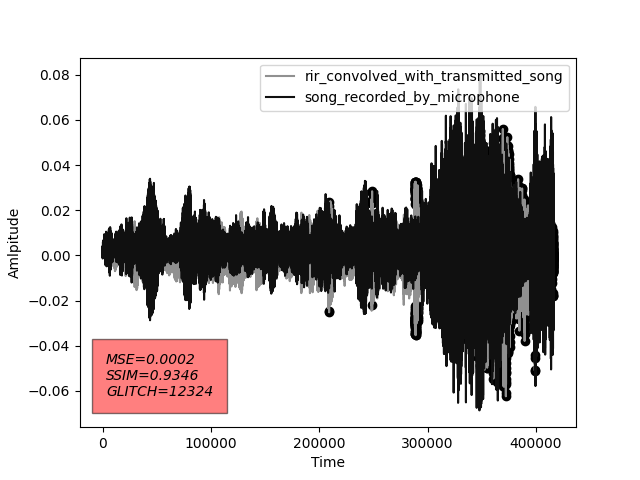 0.08
0.06
0.04
0.02
0.00
−0.02
−0.04
−0.06
Amlpitude
rir_convolved_with_transmitted_song
song_recorded_by_microphone
MSE=0.0002
SSIM=0.9346
GLITCH=12324
0 100000 200000 300000 400000
Time